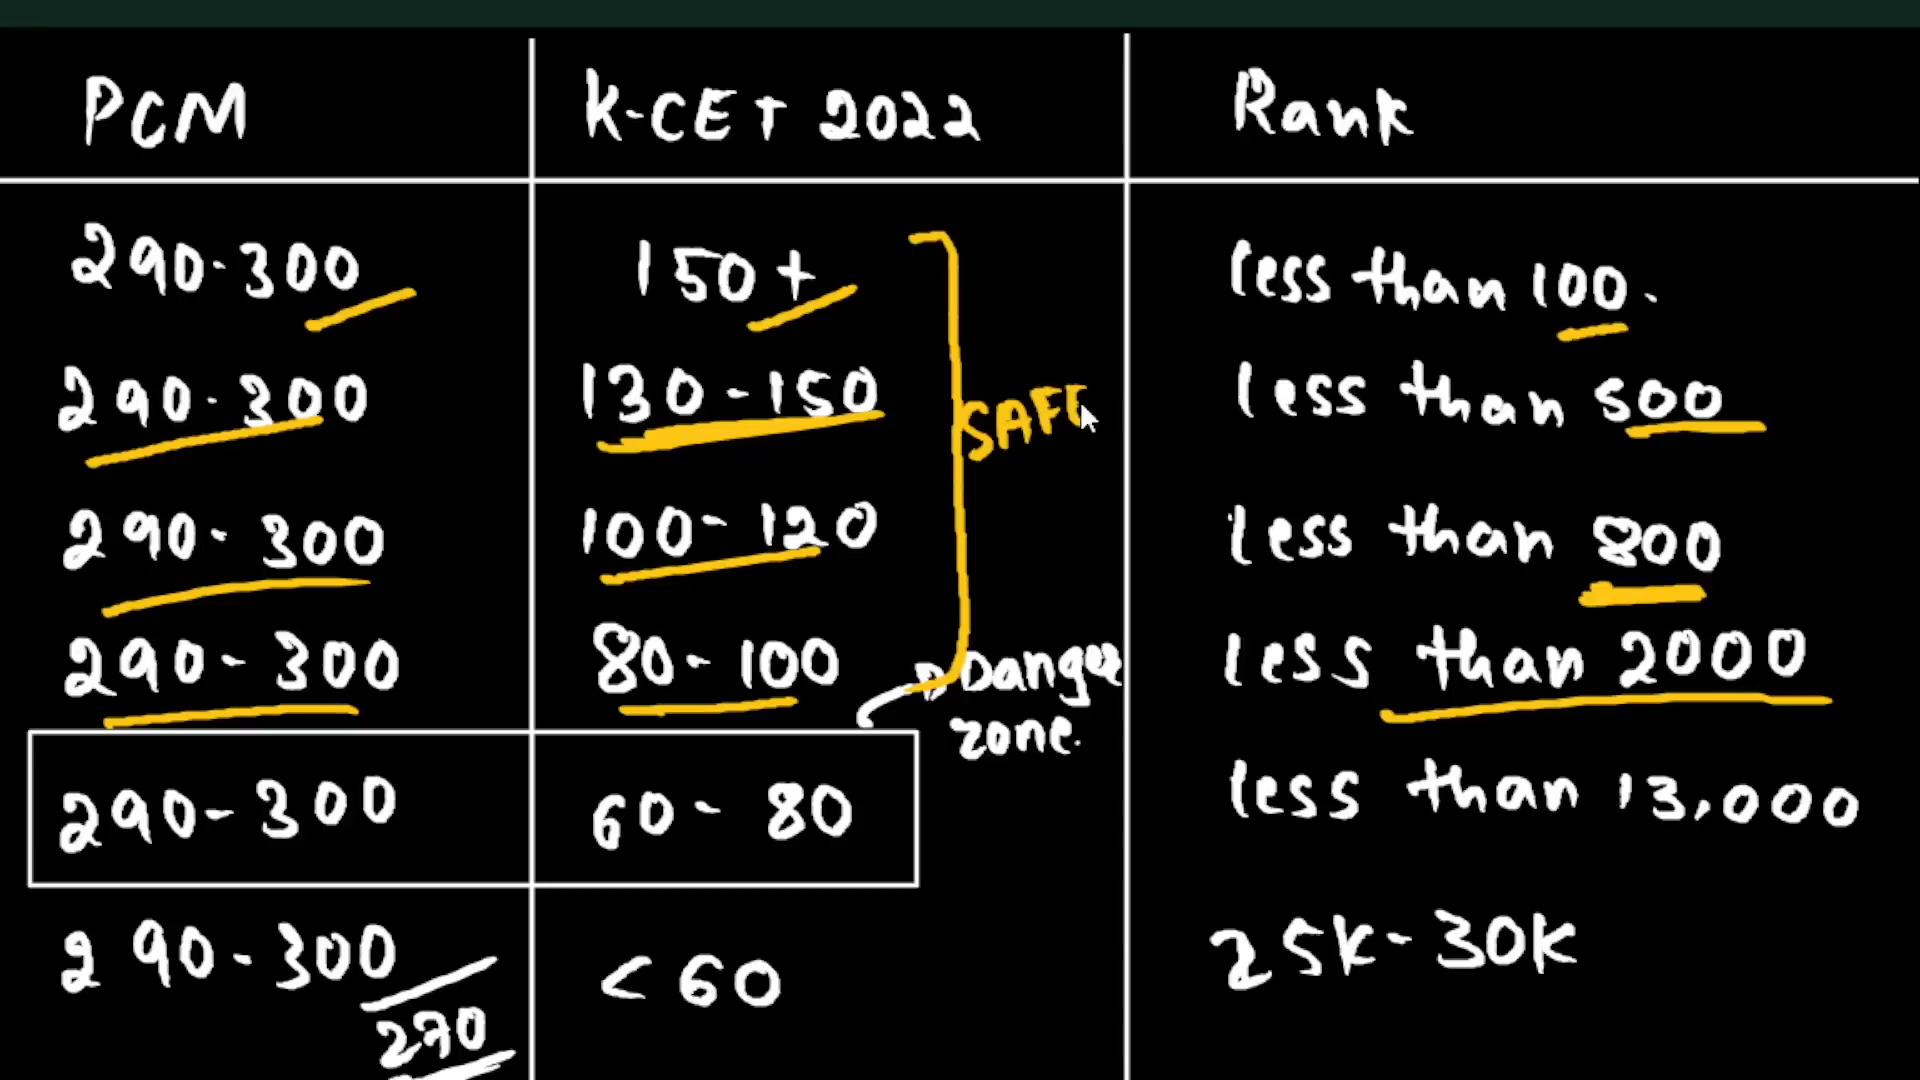 PCM K-CET 2022 Rank
290-300 150+ less than 100.
290-300 130-150 less than 500
SAFE
290-300 100-120 less than 800
290-300 80-100 less than 2000
Danger
zone.
290-300 60-80 less than 13,000
290-300 <60 25K-30K
270